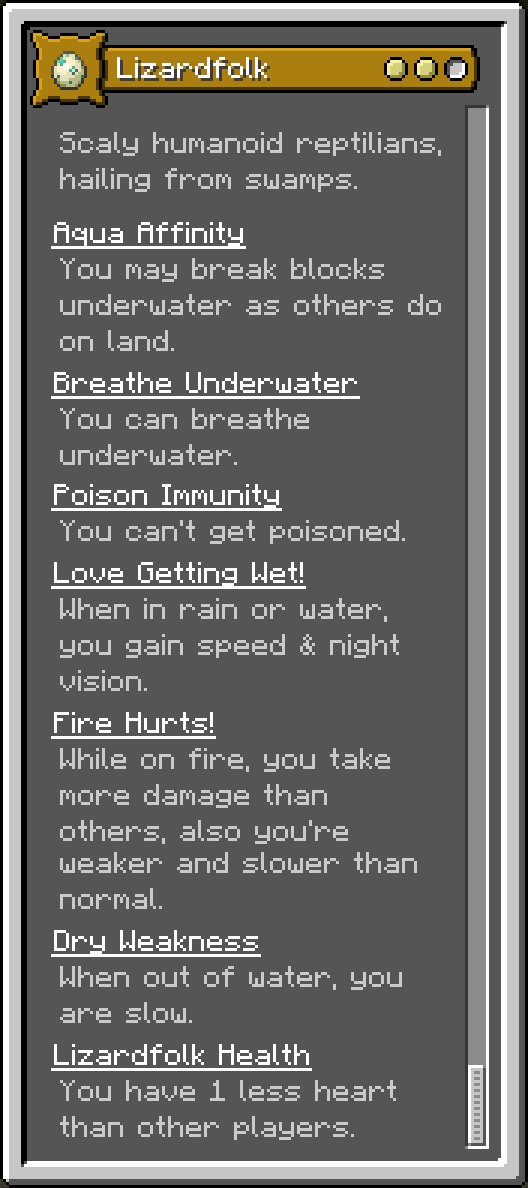 Lizardfolk
Scaly humanoid reptilians,
hailing from swamps.
Aqua Affinity
You may break blocks
underwater as others do
on land.
Breathe Underwater
You can breathe
underwater.
Poison Immunity
You can't get poisoned.
Love Getting Wet!
When in rain or water,
you gain speed & night
vision.
Fire Hurts!
While on fire, you take
more damage than
others, also you're
weaker and slower than
normal.
Dry Weakness
When out of water, you
are slow.
Lizardfolk Health
You have 1 less heart
than other players.